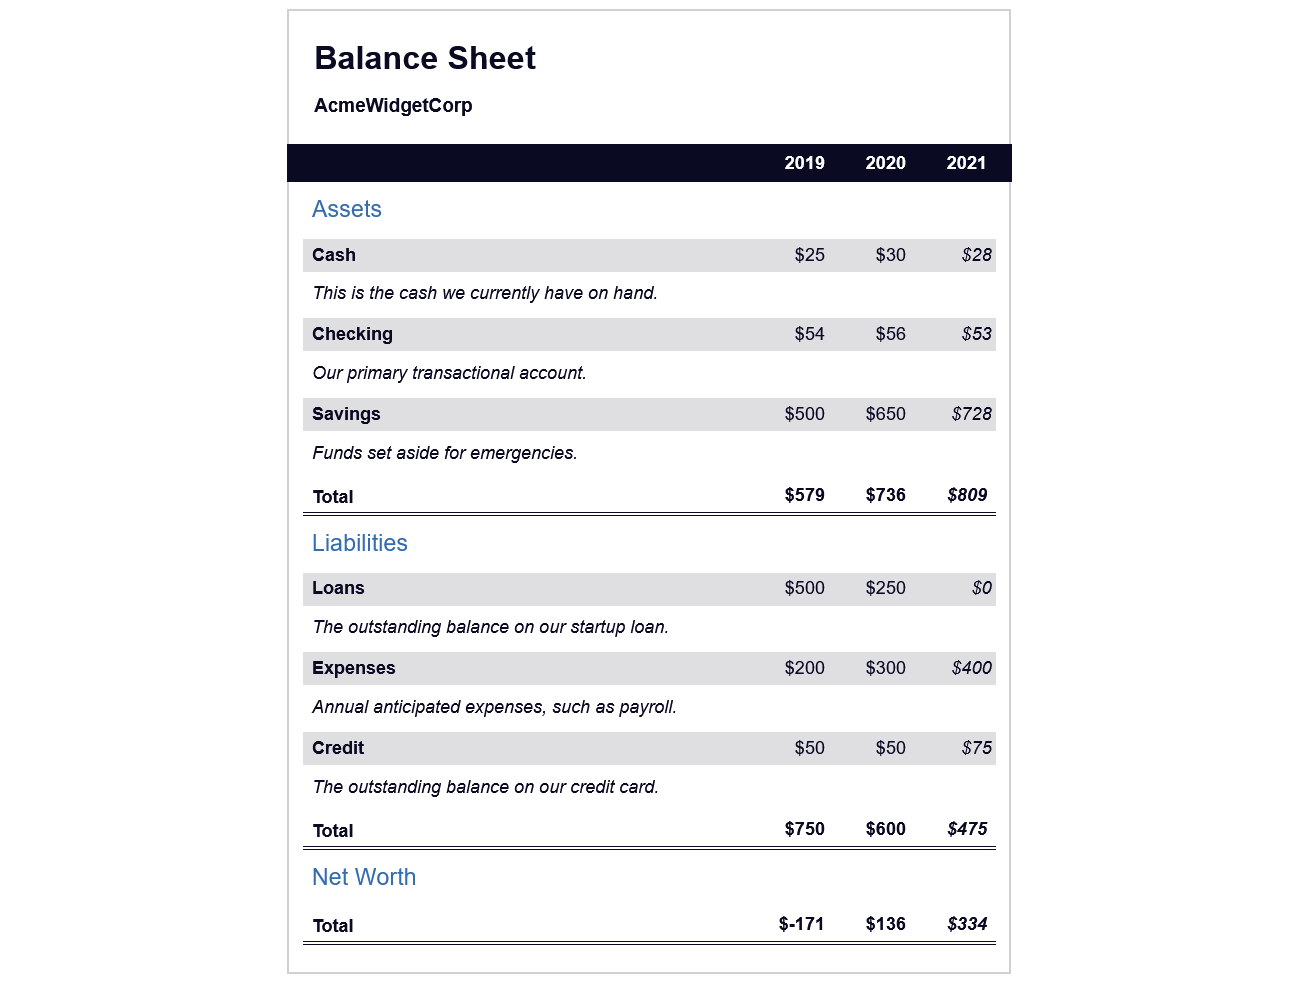 Balance Sheet
AcmeWidgetCorp
2019 2020 2021
Assets
Cash $25 $30 $28
This is the cash we currently have on hand.
Checking $54 $56 $53
Our primary transactional account.
Savings $500 $650 $728
Funds set aside for emergencies.
Total $579 $736 $809
Liabilities
Loans $500 $250 $0
The outstanding balance on our startup loan.
Expenses $200 $300 $400
Annual anticipated expenses, such as payroll.
Credit $50 $50 $75
The outstanding balance on our credit card.
Total $750 $600 $475
Net Worth
Total $-171 $136 $334